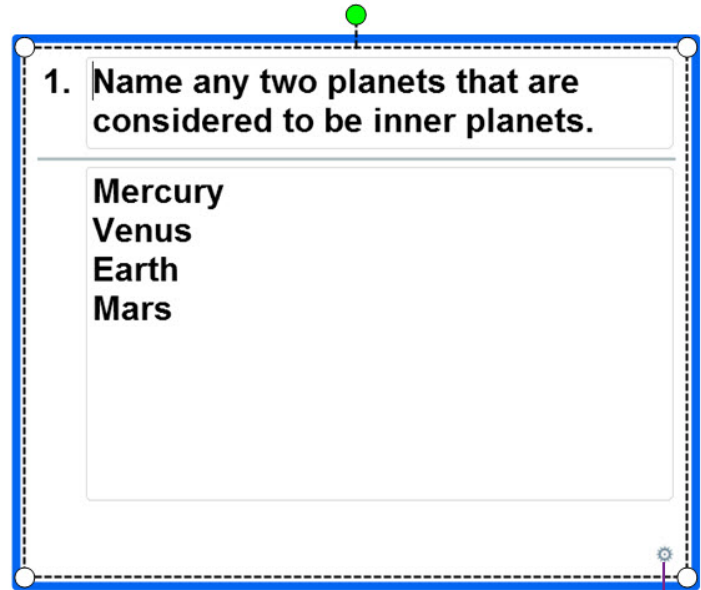 1. Name any two planets that are
considered to be inner planets.
Mercury
Venus
Earth
Mars